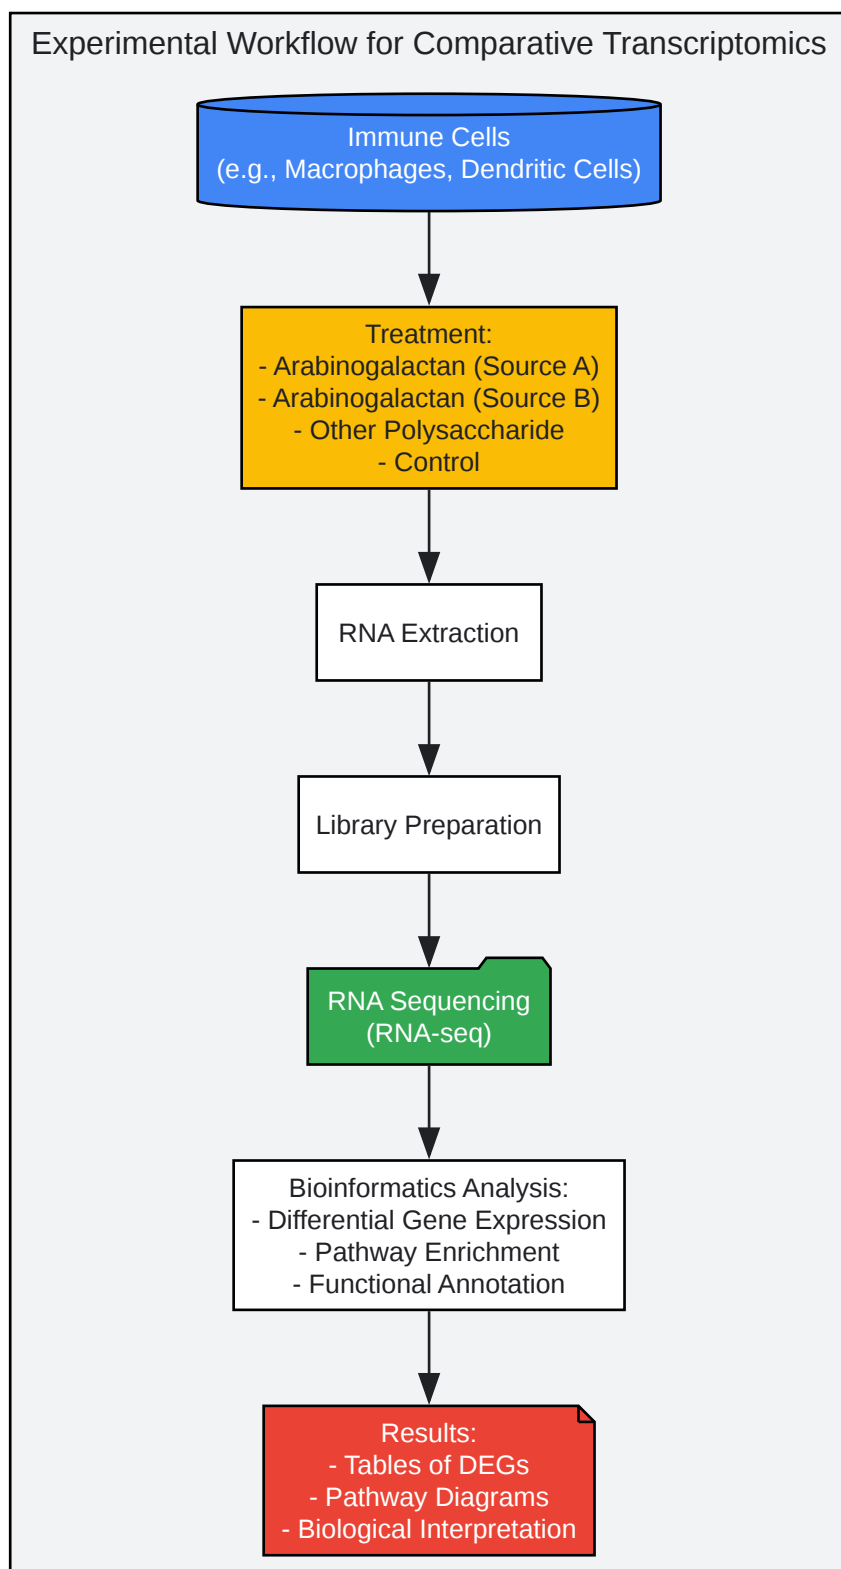 Experimental Workflow for Comparative Transcriptomics
Immune Cells
(e.g., Macrophages, Dendritic Cells)
Treatment:
- Arabinogalactan (Source A)
- Arabinogalactan (Source B)
- Other Polysaccharide
- Control
RNA Extraction
Library Preparation
RNA Sequencing
(RNA-seq)
Bioinformatics Analysis:
- Differential Gene Expression
- Pathway Enrichment
- Functional Annotation
Results:
- Tables of DEGs
- Pathway Diagrams
- Biological Interpretation